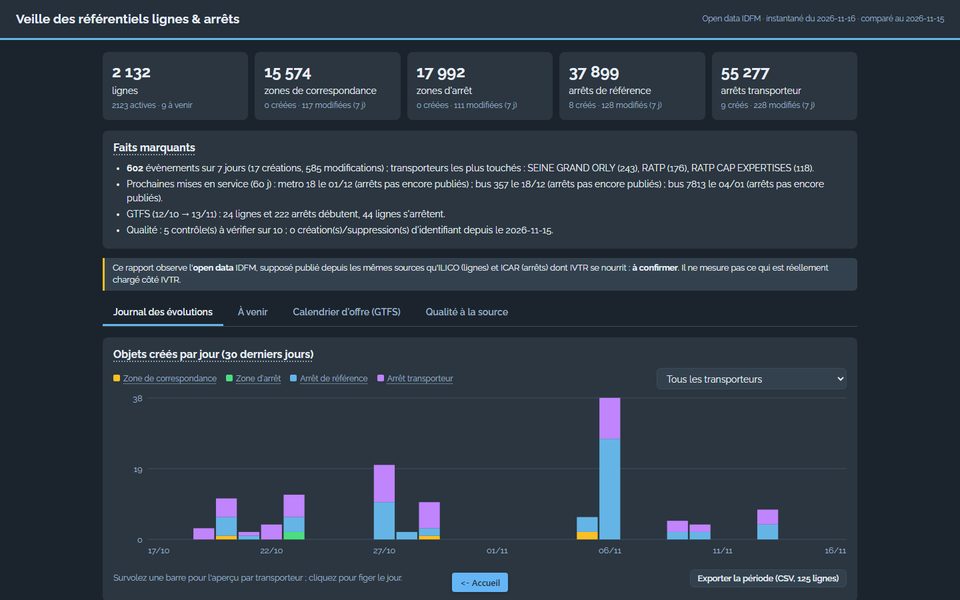 Veille des référentiels lignes & arrêts
Open data IDFM · instantané du 2026-11-16 · comparé au 2026-11-15
2 132
lignes
2123 actives · 9 à venir
15 574
zones de correspondance
0 créées · 117 modifiées (7 j)
17 992
zones d'arrêt
0 créées · 111 modifiées (7 j)
37 899
arrêts de référence
8 créés · 128 modifiés (7 j)
55 277
arrêts transporteur
9 créés · 228 modifiés (7 j)
Faits marquants
• 602 évènements sur 7 jours (17 créations, 585 modifications) ; transporteurs les plus touchés : SEINE GRAND ORLY (243), RATP (176), RATP CAP EXPERTISES (118).
• Prochaines mises en service (60 j) : metro 18 le 01/12 (arrêts pas encore publiés) ; bus 357 le 18/12 (arrêts pas encore publiés) ; bus 7813 le 04/01 (arrêts pas encore
publiés).
• GTFS (12/10 → 13/11) : 24 lignes et 222 arrêts débutent, 44 lignes s'arrêtent.
• Qualité : 5 contrôle(s) à vérifier sur 10 ; 0 création(s)/suppression(s) d'identifiant depuis le 2026-11-15.
Ce rapport observe l'open data IDFM, supposé publié depuis les mêmes sources qu'ILICO (lignes) et ICAR (arrêts) dont IVTR se nourrit : à confirmer. Il ne mesure pas ce qui est réellement
chargé côté IVTR.
Journal des évolutions
À venir
Calendrier d'offre (GTFS)
Qualité à la source
Objets créés par jour (30 derniers jours)
Zone de correspondance
Zone d'arrêt
Arrêt de référence
Arrêt transporteur
Tous les transporteurs
38
19
0
17/10
22/10
27/10
01/11
06/11
11/11
16/11
Survolez une barre pour l'aperçu par transporteur ; cliquez pour figer le jour.
<- Accueil
Exporter la période (CSV, 125 lignes)